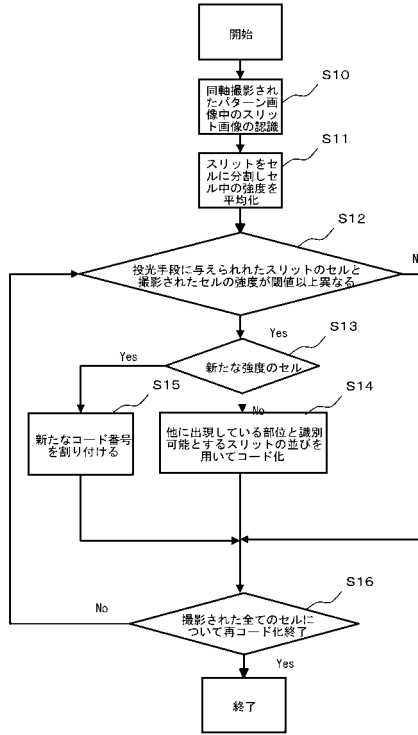 開始
S10
同軸撮影され
たパターン画
像中のスリッ
ト画像の認識
S11
スリットをセ
ルに分割しセ
ル中の強度を
平均化
S12
投光手段に与えられれたスリットのセルと
撮影されたセルの強度が閾値以上異なる
Yes
S13
新たな強度のセル
Yes
No
S15
新たなコード番号
を割り付ける
S14
他に出現している部位と識別
可能とするスリットの並びを
用いてコード化
S16
撮影された全てのセルに
ついて再コード化終了
No
Yes
終了